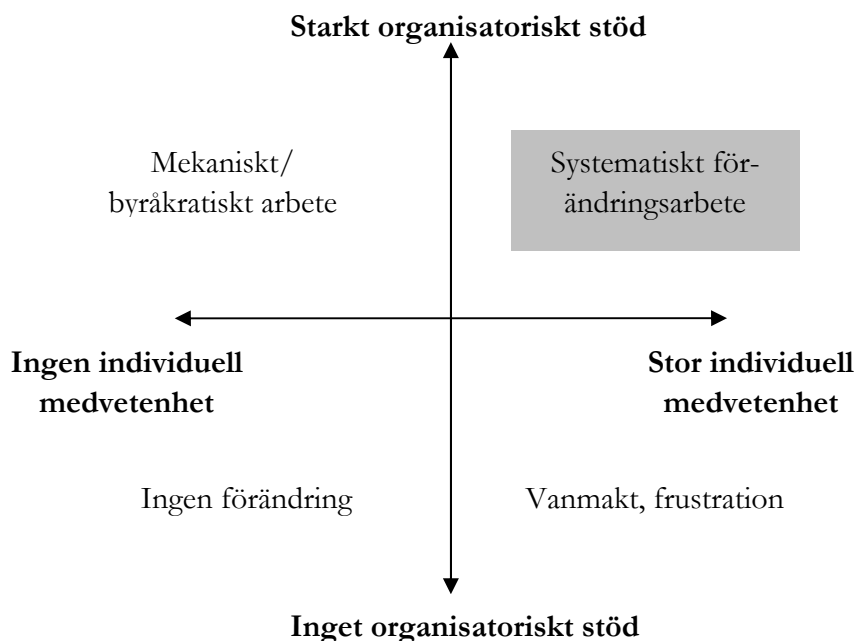 Starkt organisatoriskt stöd
Mekaniskt/
byråkratiskt arbete
Systematiskt för-
ändringsarbete
Ingen individuell
medvetenhet
Stor individuell
medvetenhet
Ingen förändring
Vanmakt, frustration
Inget organisatoriskt stöd